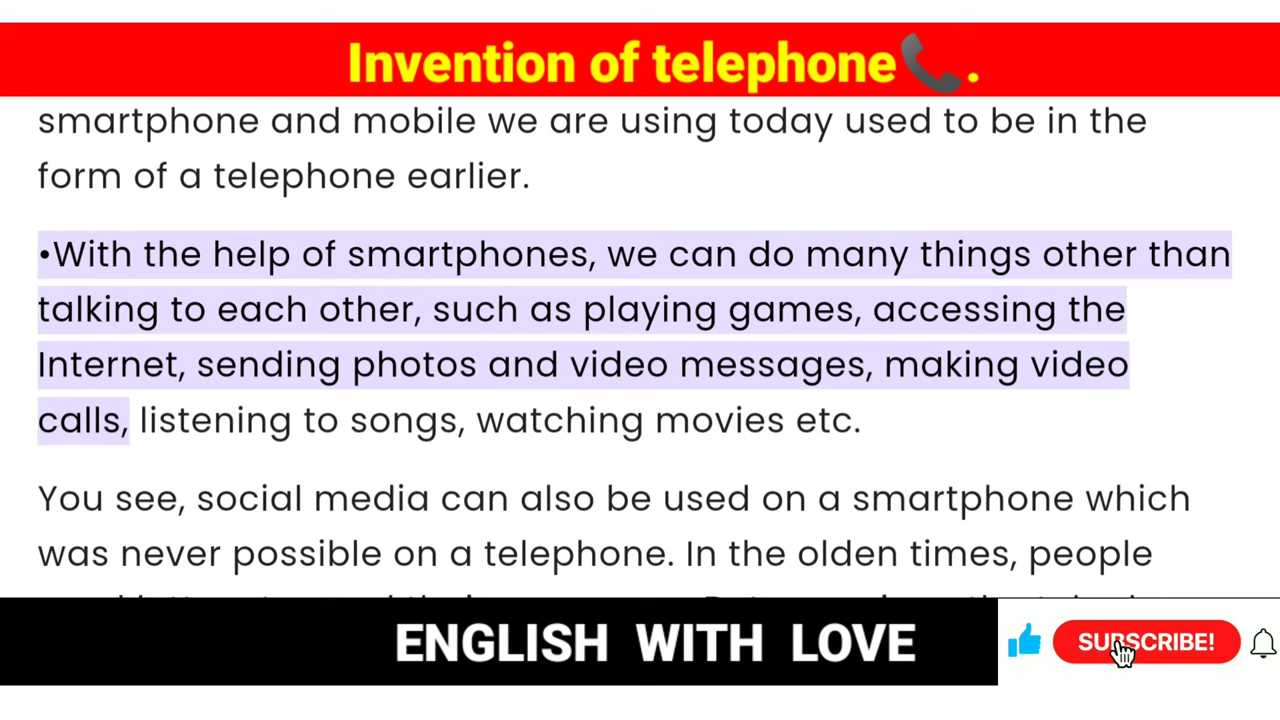 Invention of telephone📞.
smartphone and mobile we are using today used to be in the
form of a telephone earlier.
•With the help of smartphones, we can do many things other than
talking to each other, such as playing games, accessing the
Internet, sending photos and video messages, making video
calls, listening to songs, watching movies etc.
You see, social media can also be used on a smartphone which
was never possible on a telephone. In the olden times, people
ENGLISH WITH LOVE
SUBSCRIBE!